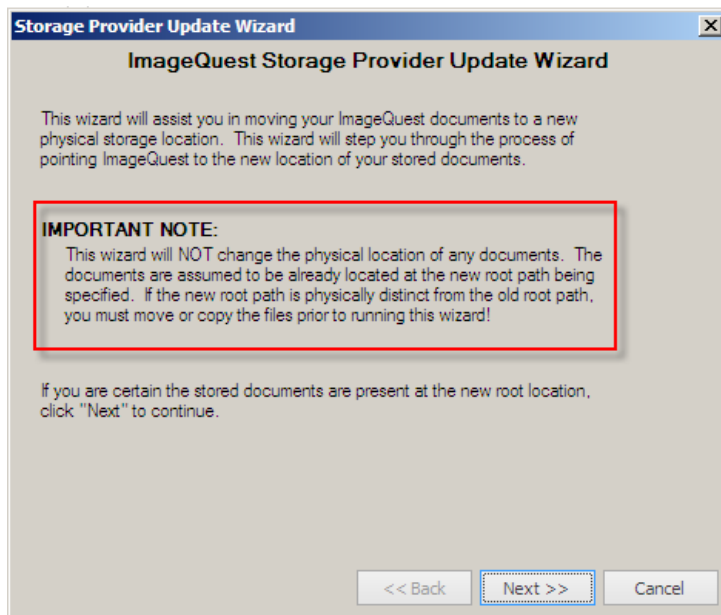 Storage Provider Update Wizard
ImageQuest Storage Provider Update Wizard
This wizard will assist you in moving your ImageQuest documents to a new
physical storage location. This wizard will step you through the process of
pointing ImageQuest to the new location of your stored documents.
IMPORTANT NOTE:
This wizard will NOT change the physical location of any documents. The
documents are assumed to be already located at the new root path being
specified. If the new root path is physically distinct from the old root path,
you must move or copy the files prior to running this wizard!
If you are certain the stored documents are present at the new root location,
click "Next" to continue.
<< Back Next >> Cancel